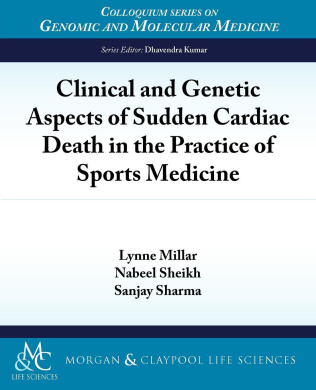 COLLOQUIUM SERIES ON
GENOMIC AND MOLECULAR MEDICINE
Series Editor: Dhavendra Kumar
Clinical and Genetic
Aspects of Sudden Cardiac
Death in the Practice of
Sports Medicine
Lynne Millar
Nabeel Sheikh
Sanjay Sharma
M&C
LIFE SCIENCES
MORGAN & CLAYPOOL LIFE SCIENCES